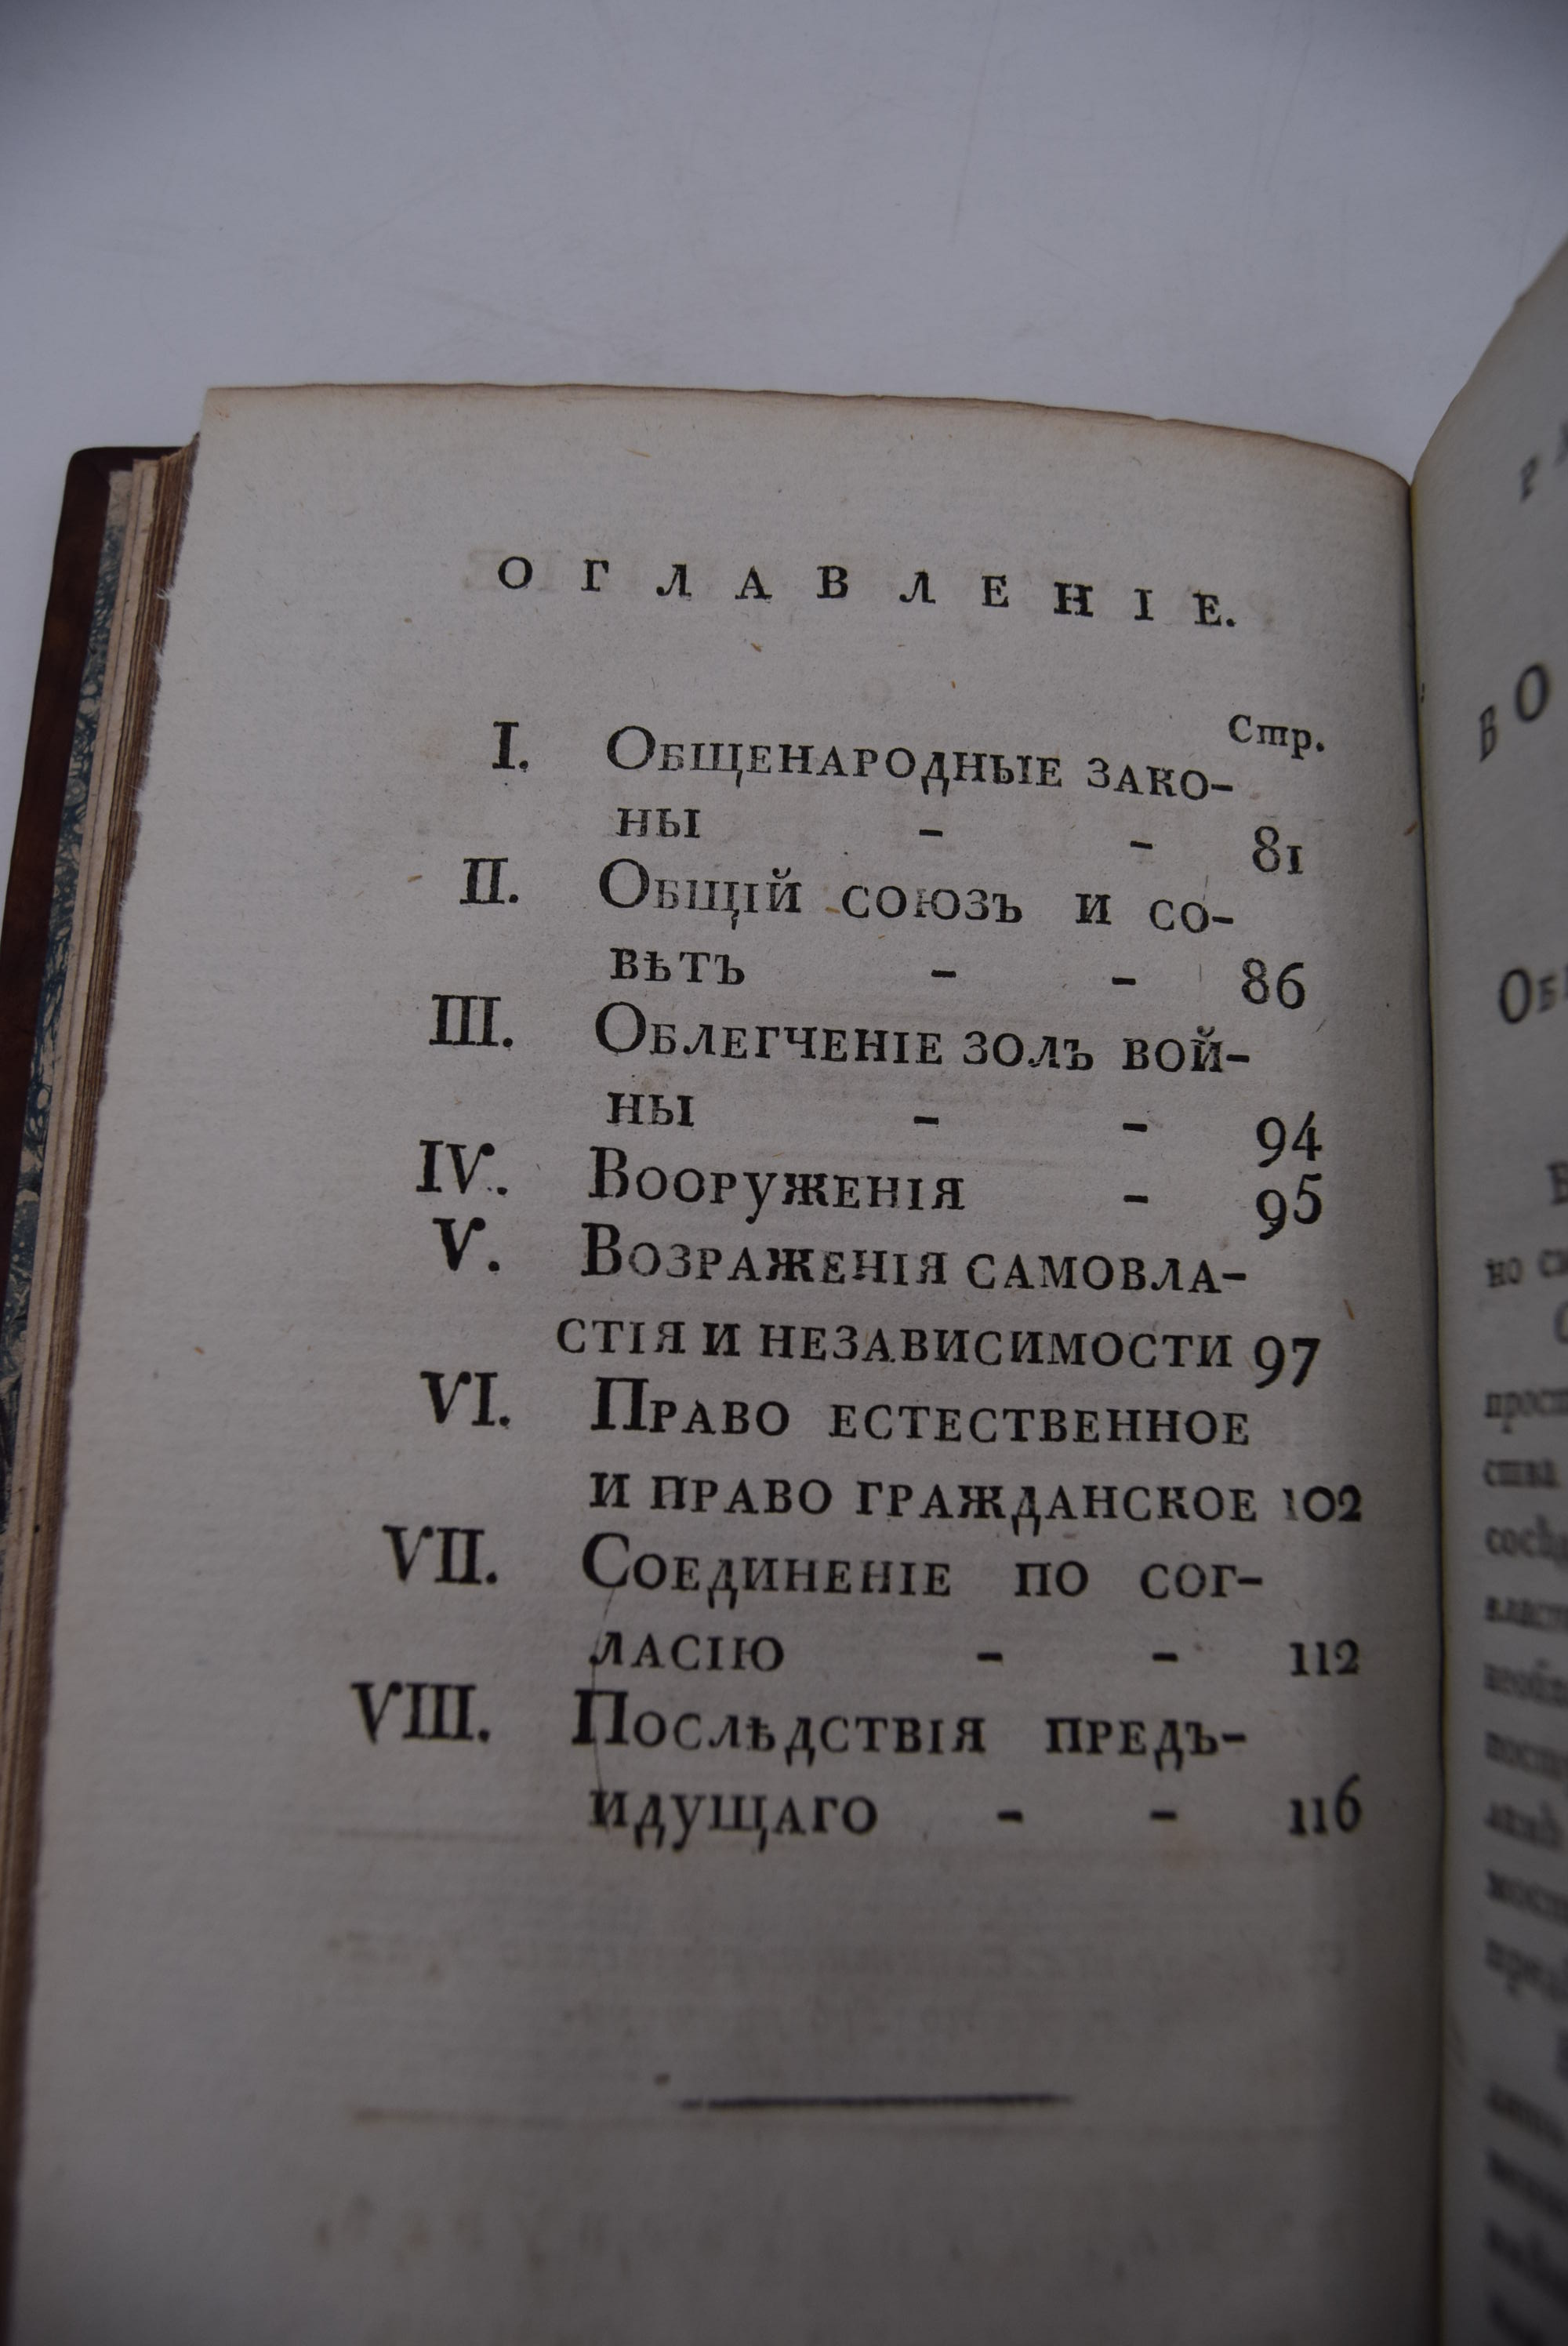 ОГЛАВЛЕНІЕ.
Стр.
I. Общенародные зако-
ны - - 81
II. Общій союзъ и со-
вѣтъ - - 86
III. Облегченіе золъ вой-
ны - - 94
IV. Вооруженія - 95
V. Возраженія самовла-
стія и независимости 97
VI. Право естественное
и право гражданское 102
VII. Соединеніе по сог-
ласію - - 112
VIII. Послѣдствія предъ-
идущаго - - 116